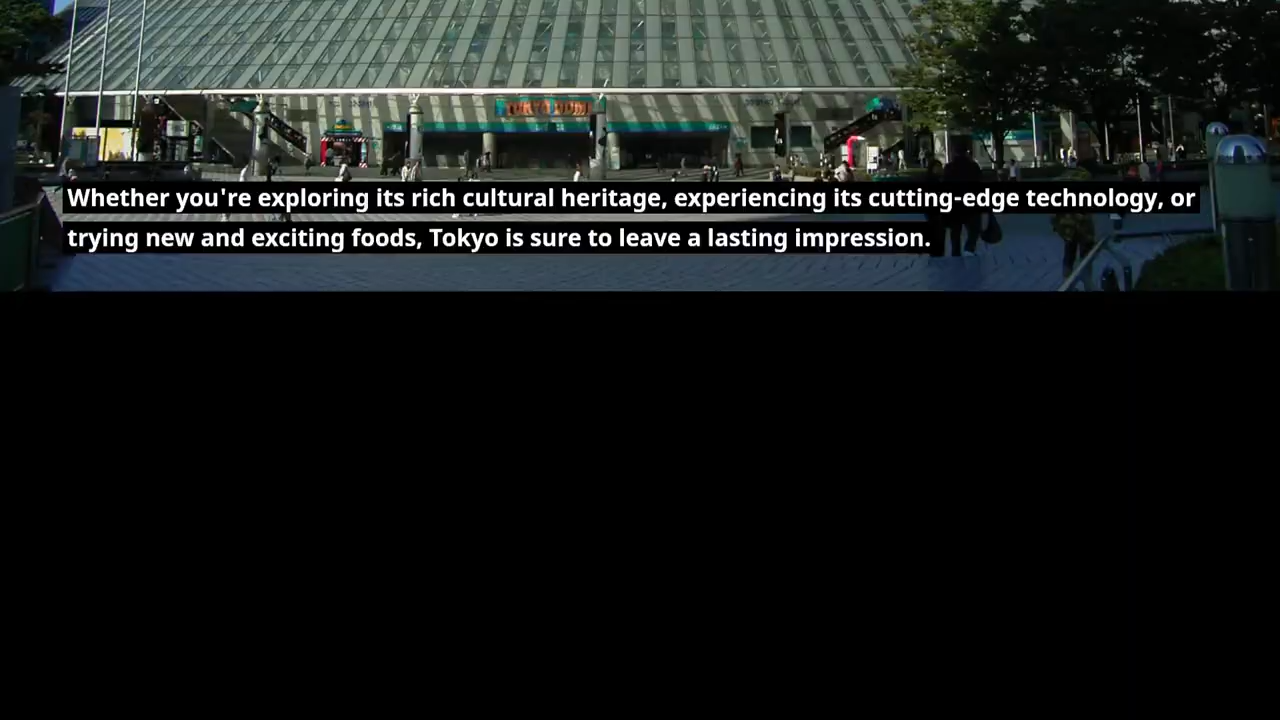 Whether you're exploring its rich cultural heritage, experiencing its cutting-edge technology, or
trying new and exciting foods, Tokyo is sure to leave a lasting impression.